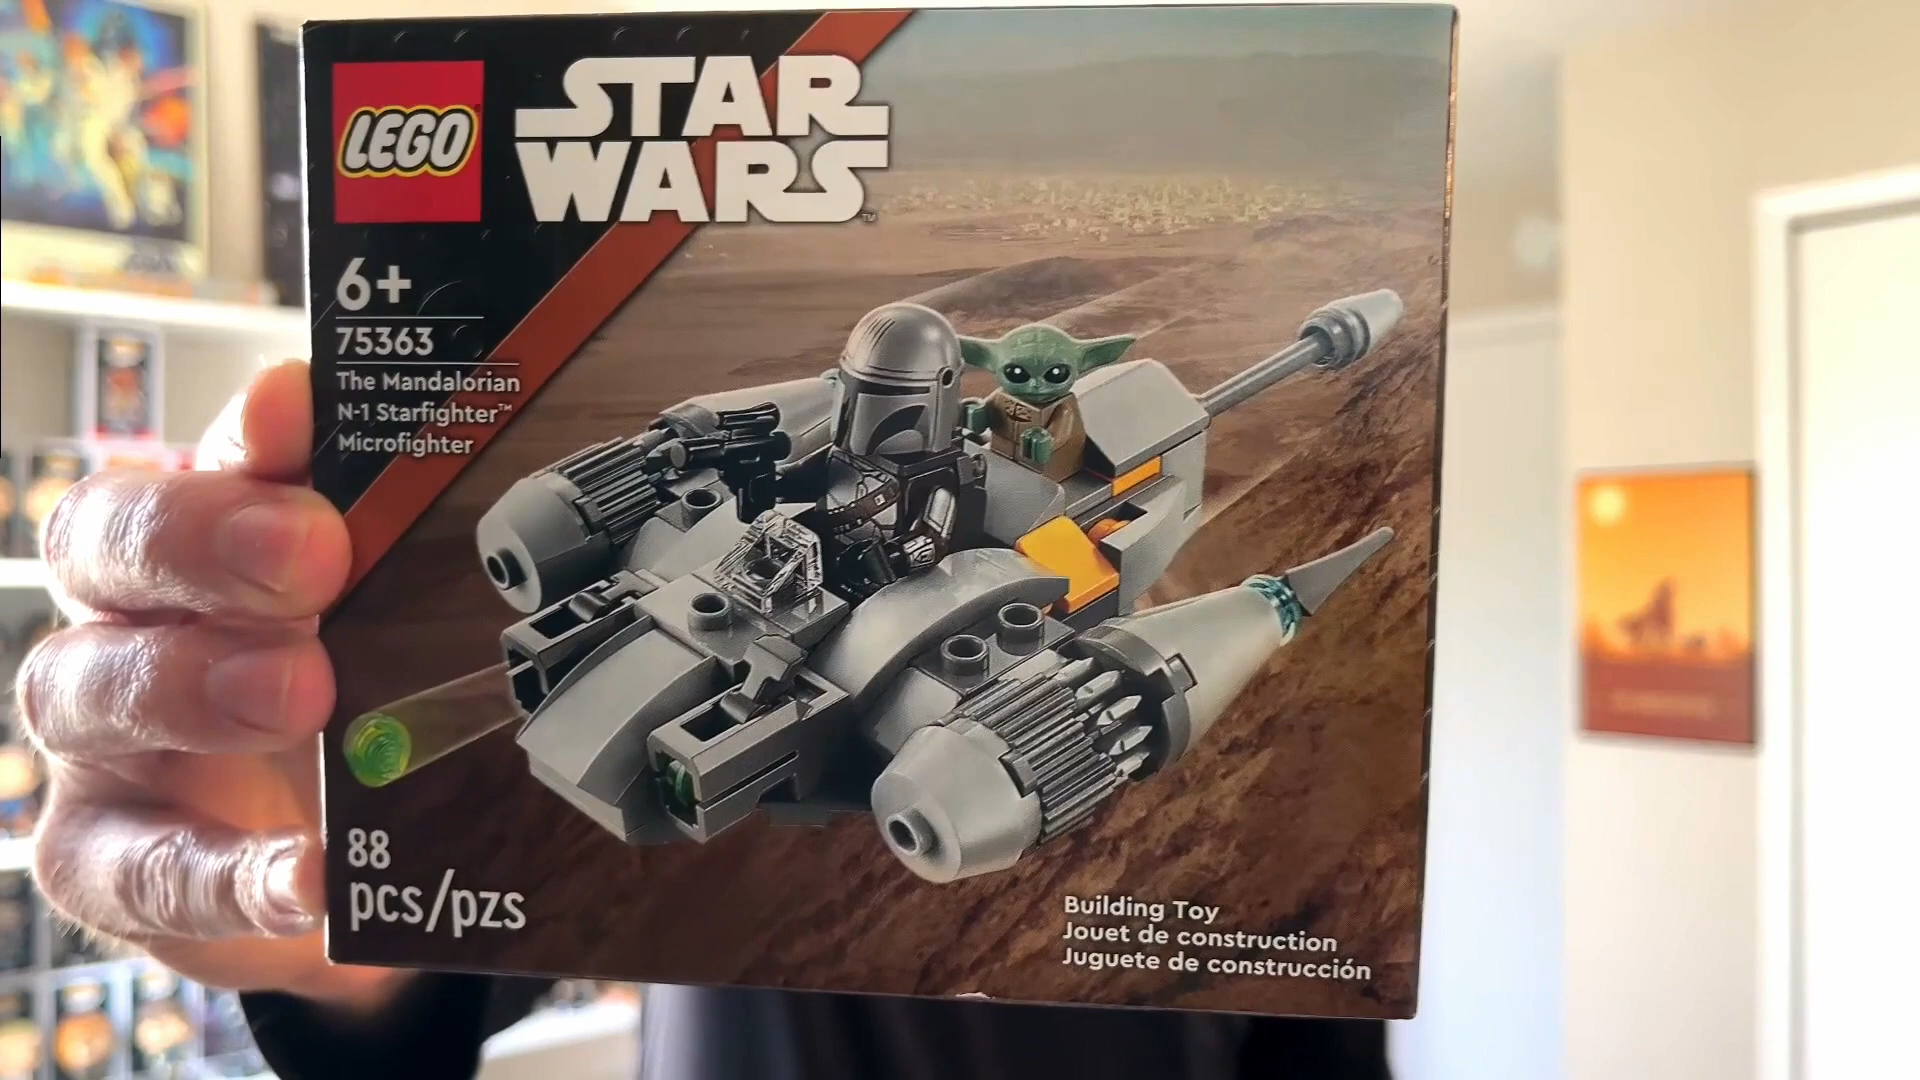 LEGO
STAR
WARS™
6+
75363
The Mandalorian
N-1 Starfighter™
Microfighter
88
pcs/pzs
Building Toy
Jouet de construction
Juguete de construcción